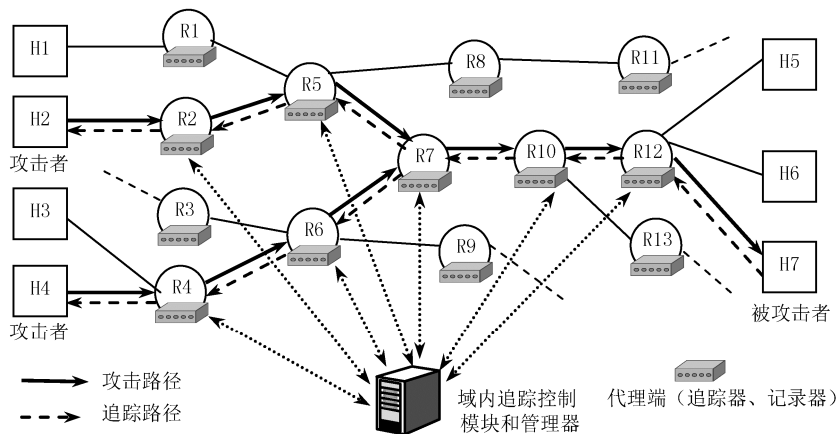 H1
R1
R8
R11
H5
R5
H2
R2
攻击者
R7
R10
R12
H6
H3
R3
R6
R9
R13
H4
R4
H7
攻击者
被攻击者
攻击路径
追踪路径
域内追踪控制
模块和管理器
代理端（追踪器、记录器）